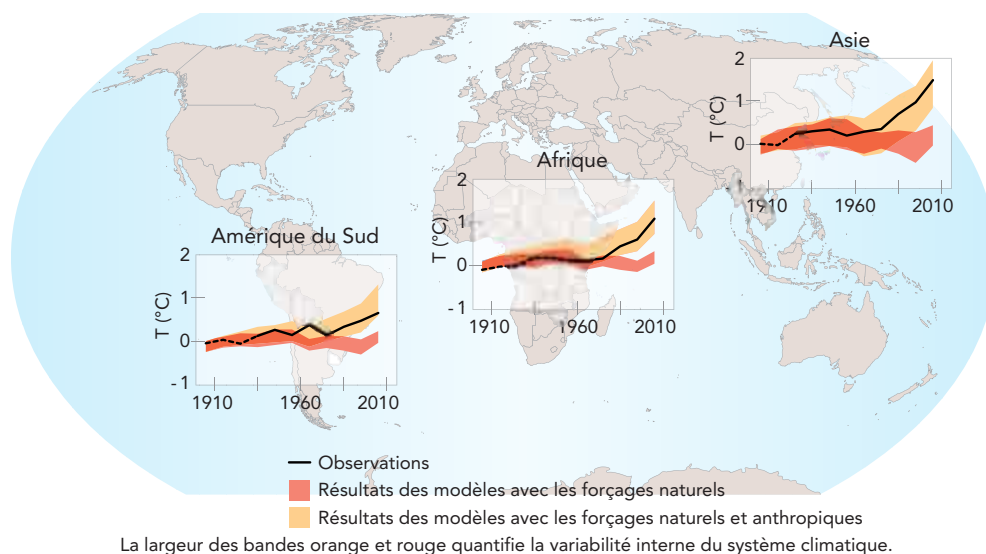 Asie
2
1
0
T (°C)
1910
1960
2010
Afrique
2
1
0
- 1
T (°C)
1910
1960
2010
Amérique du Sud
2
1
0
- 1
T (°C)
1910
1960
2010
Observations
Résultats des modèles avec les forçages naturels
Résultats des modèles avec les forçages naturels et anthropiques
La largeur des bandes orange et rouge quantifie la variabilité interne du système climatique.